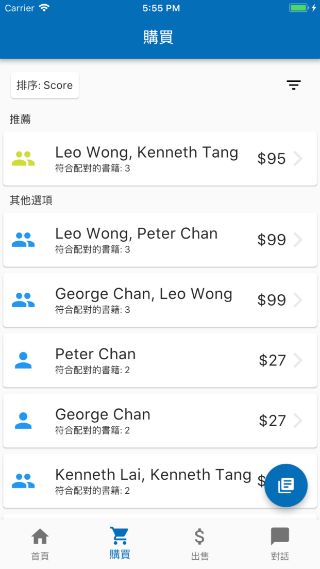 Carrier
5:55 PM
購買
排序: Score
推薦
Leo Wong, Kenneth Tang
符合配對的書籍: 3
$95
其他選項
Leo Wong, Peter Chan
符合配對的書籍: 3
$99
George Chan, Leo Wong
符合配對的書籍: 3
$99
Peter Chan
符合配對的書籍: 2
$27
George Chan
符合配對的書籍: 2
$27
Kenneth Lai, Kenneth Tang
符合配對的書籍: 2
首頁
購買
出售
對話